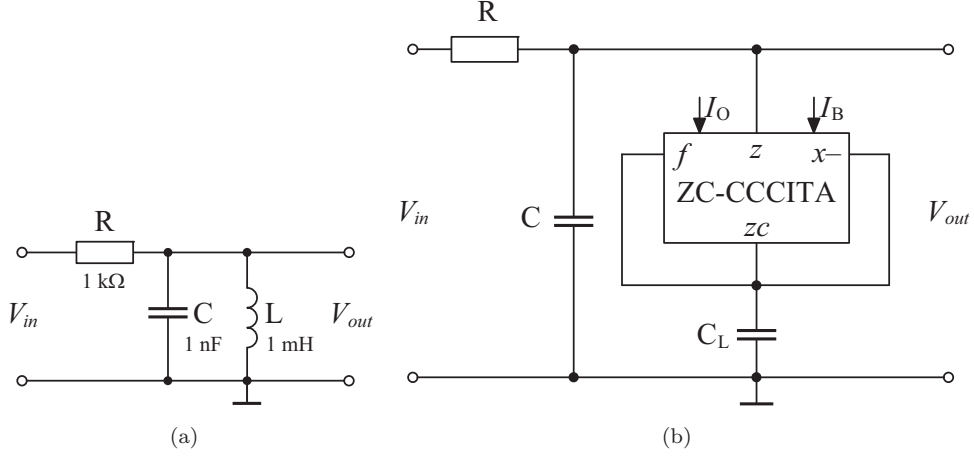 R
1 kΩ
C
1 nF
L
1 mH
V_in
V_out
(a)
R
I_O
I_B
f
z
x–
ZC-CCCITA
zc
V_in
C
V_out
C_L
(b)